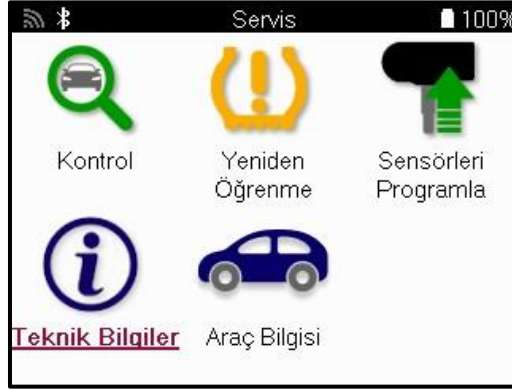 Servis
100%
Kontrol
Yeniden
Öğrenme
Sensörleri
Programla
Teknik Bilgiler
Araç Bilgisi